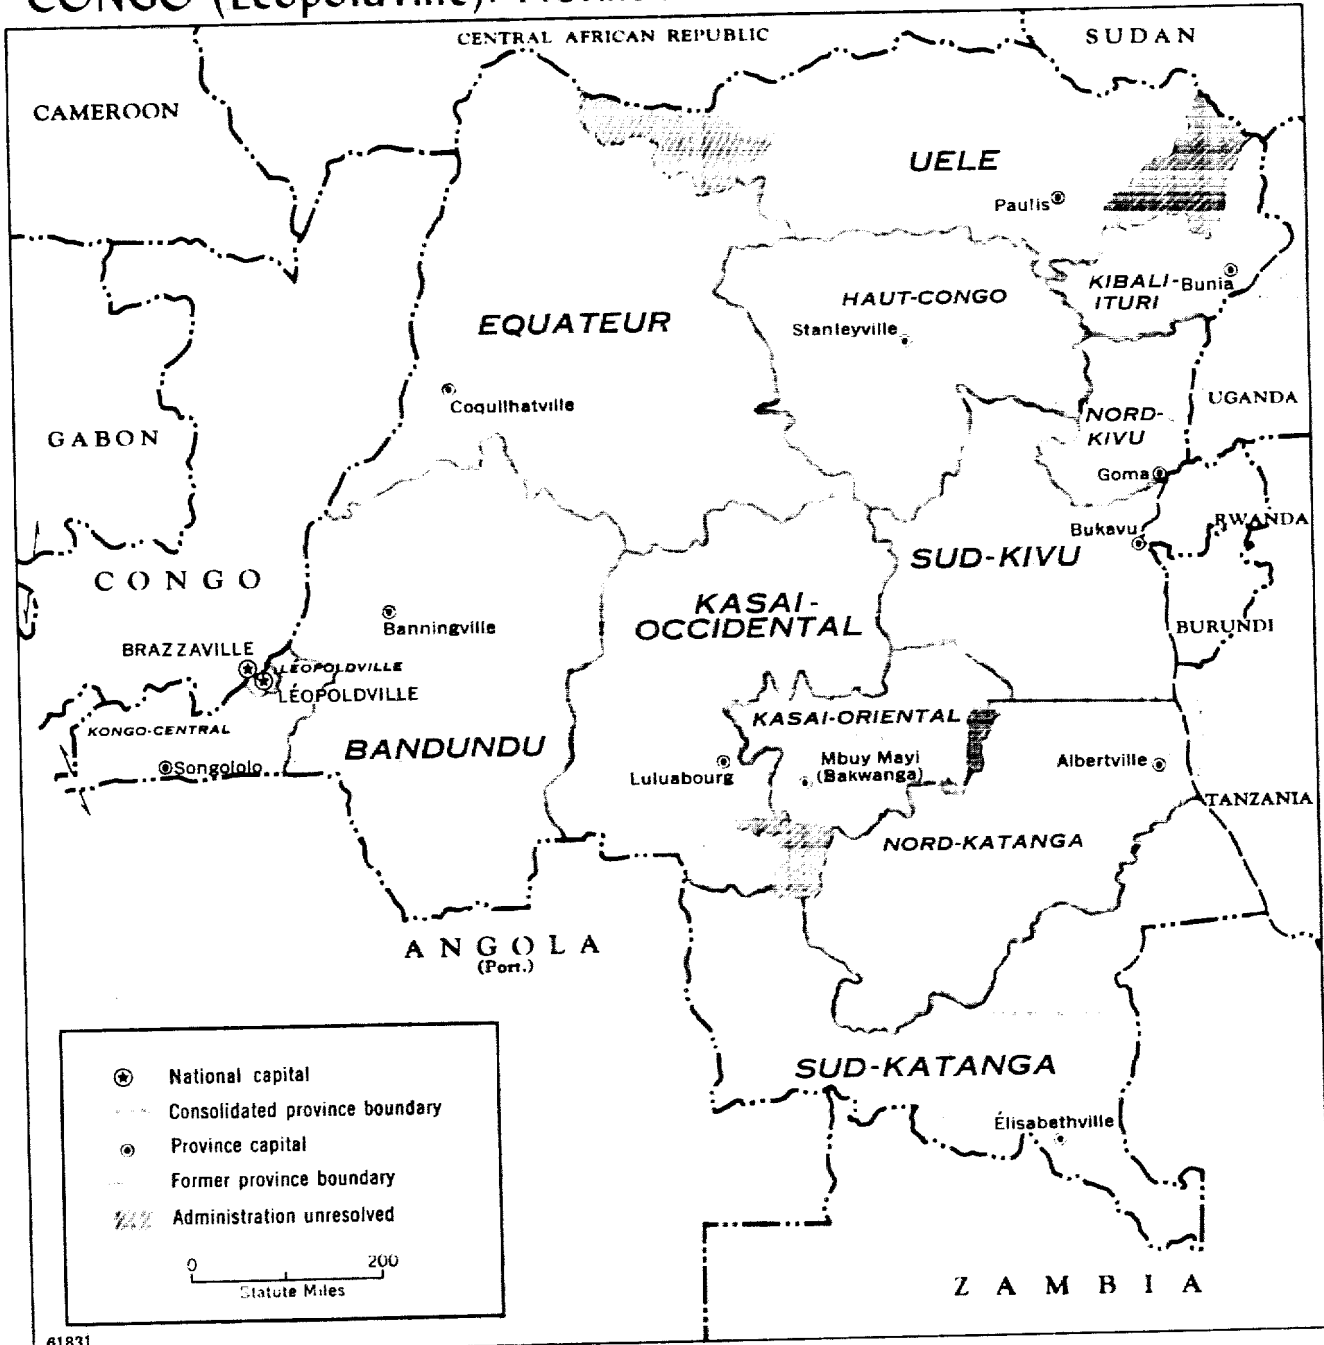 CONGO (Léopoldville):
CENTRAL AFRICAN REPUBLIC
SUDAN
CAMEROON
UELE
Paulis
KIBALI-
ITURI
Bunia
HAUT-CONGO
Stanleyville
EQUATEUR
Coquilhatville
UGANDA
NORD-
KIVU
GABON
Goma
RWANDA
Bukavu
SUD-KIVU
CONGO
KASAI-
OCCIDENTAL
Banningville
BURUNDI
BRAZZAVILLE
LÉOPOLDVILLE
LÉOPOLDVILLE
KONGO-CENTRAL
KASAI-ORIENTAL
BANDUNDU
Songololo
Luluabourg
Mbuy Mayi
(Bakwanga)
Albertville
TANZANIA
NORD-KATANGA
ANGOLA
(Port.)
SUD-KATANGA
Élisabethville
ZAMBIA
National capital
Consolidated province boundary
Province capital
Former province boundary
Administration unresolved
0 200
Statute Miles
61831